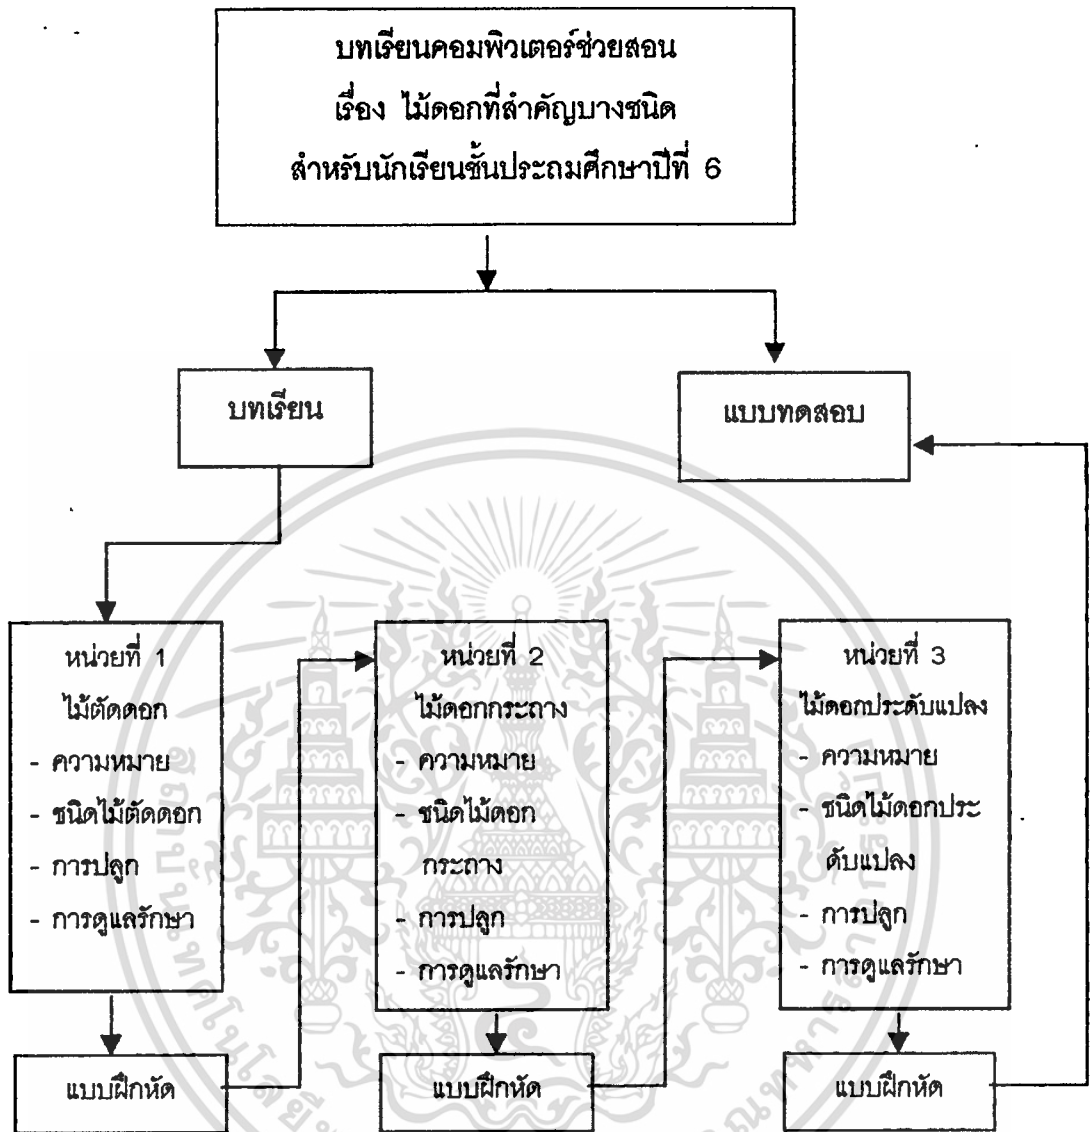 บทเรียนคอมพิวเตอร์ช่วยสอน
เรื่อง ไม้ดอกที่สำคัญบางชนิด
สำหรับนักเรียนชั้นประถมศึกษาปีที่ 6
บทเรียน
แบบทดสอบ
หน่วยที่ 1
ไม้ตัดดอก
- ความหมาย
- ชนิดไม้ตัดดอก
- การปลูก
- การดูแลรักษา
หน่วยที่ 2
ไม้ดอกกระถาง
- ความหมาย
- ชนิดไม้ดอก
กระถาง
- การปลูก
- การดูแลรักษา
หน่วยที่ 3
ไม้ดอกประดับแปลง
- ความหมาย
- ชนิดไม้ดอกประ
ดับแปลง
- การปลูก
- การดูแลรักษา
แบบฝึกหัด
แบบฝึกหัด
แบบฝึกหัด